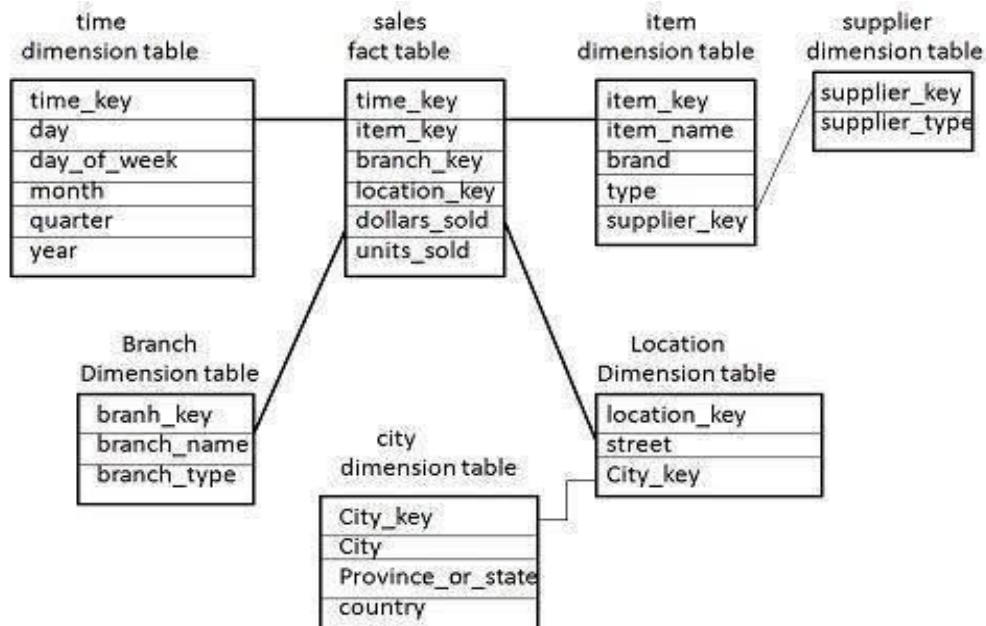 time
dimension table
time_key
day
day_of_week
month
quarter
year
sales
fact table
time_key
item_key
branch_key
location_key
dollars_sold
units_sold
item
dimension table
item_key
item_name
brand
type
supplier_key
supplier
dimension table
supplier_key
supplier_type
Branch
Dimension table
branh_key
branch_name
branch_type
city
dimension table
City_key
City
Province_or_state
country
Location
Dimension table
location_key
street
City_key